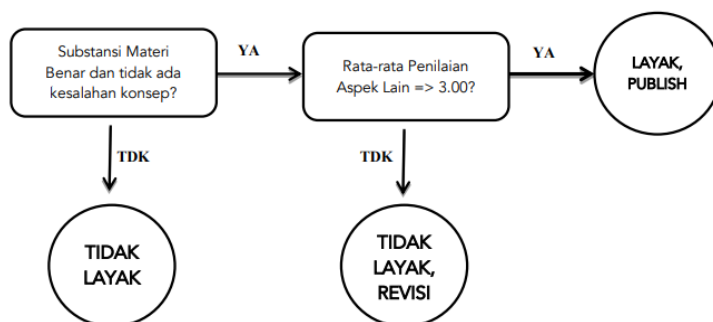 Substansi Materi
Benar dan tidak ada
kesalahan konsep?
YA
Rata-rata Penilaian
Aspek Lain => 3.00?
YA
LAYAK,
PUBLISH
TDK
TDK
TIDAK
LAYAK
TIDAK
LAYAK,
REVISI